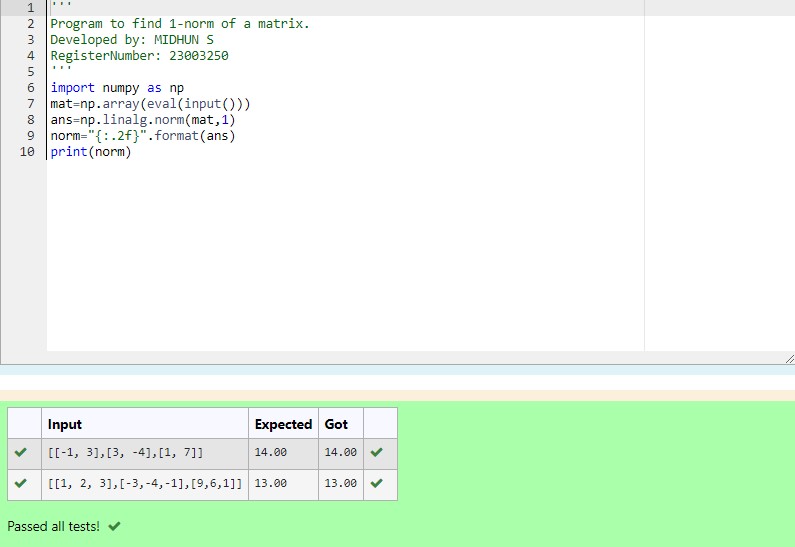 1 '''
2 Program to find 1-norm of a matrix.
3 Developed by: MIDHUN S
4 RegisterNumber: 23003250
5 '''
6 import numpy as np
7 mat=np.array(eval(input()))
8 ans=np.linalg.norm(mat,1)
9 norm="{:.2f}".format(ans)
10 print(norm)
Input Expected Got
[[-1, 3],[3, -4],[1, 7]] 14.00 14.00
[[1, 2, 3],[-3,-4,-1],[9,6,1]] 13.00 13.00
Passed all tests!